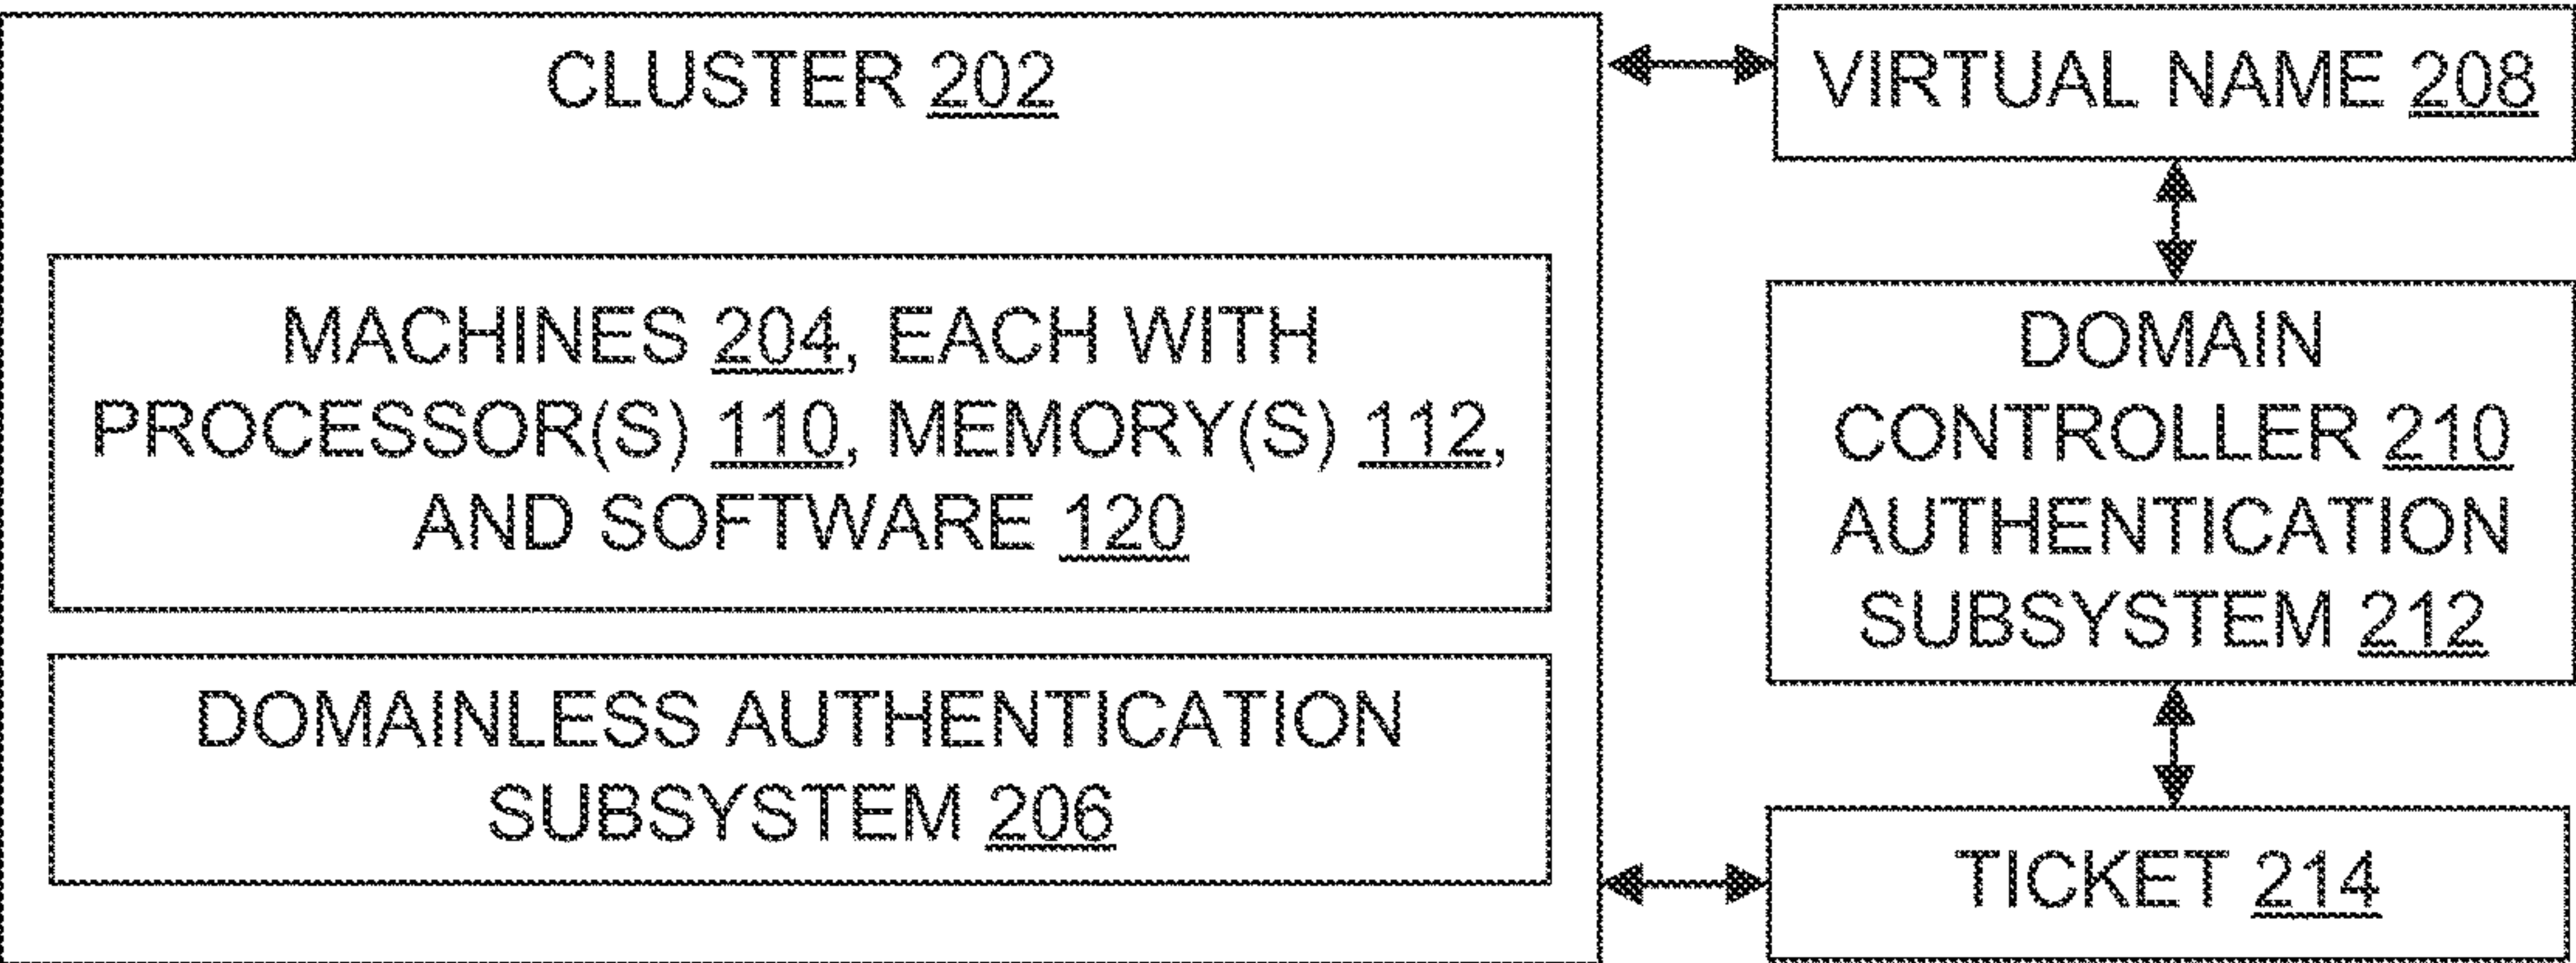 CLUSTER 202
MACHINES 204, EACH WITH
PROCESSOR(S) 110, MEMORY(S) 112,
AND SOFTWARE 120
DOMAINLESS AUTHENTICATION
SUBSYSTEM 206
VIRTUAL NAME 208
DOMAIN
CONTROLLER 210
AUTHENTICATION
SUBSYSTEM 212
TICKET 214